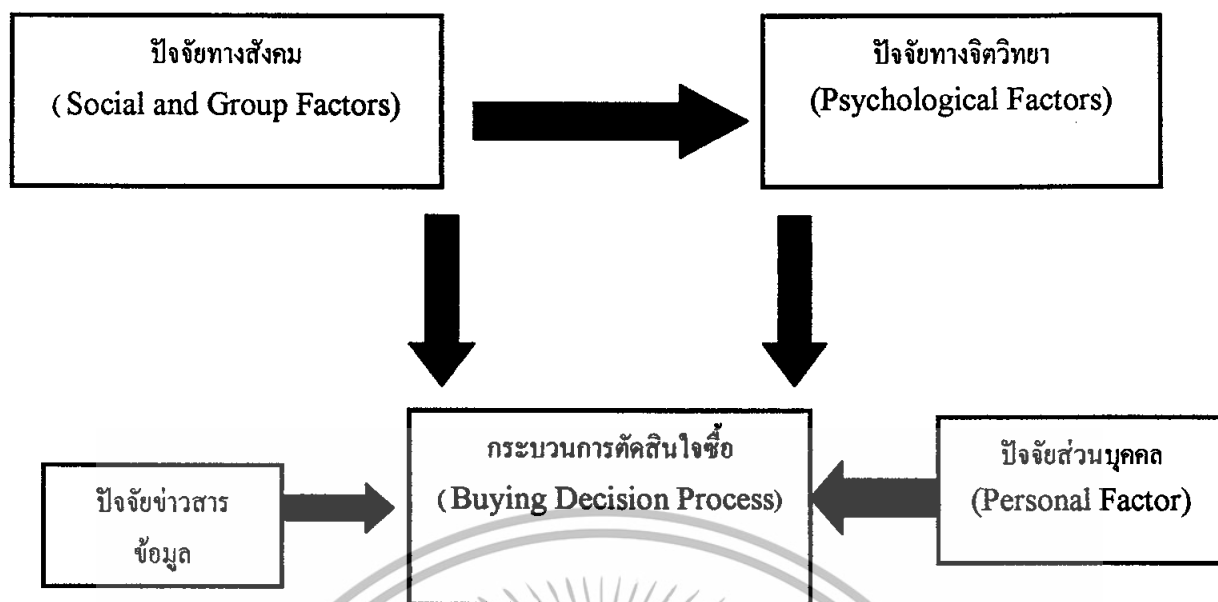 ปัจจัยทางสังคม
( Social and Group Factors)
ปัจจัยทางจิตวิทยา
(Psychological Factors)
กระบวนการตัดสินใจซื้อ
(Buying Decision Process)
ปัจจัยข่าวสาร
ข้อมูล
ปัจจัยส่วนบุคคล
(Personal Factor)